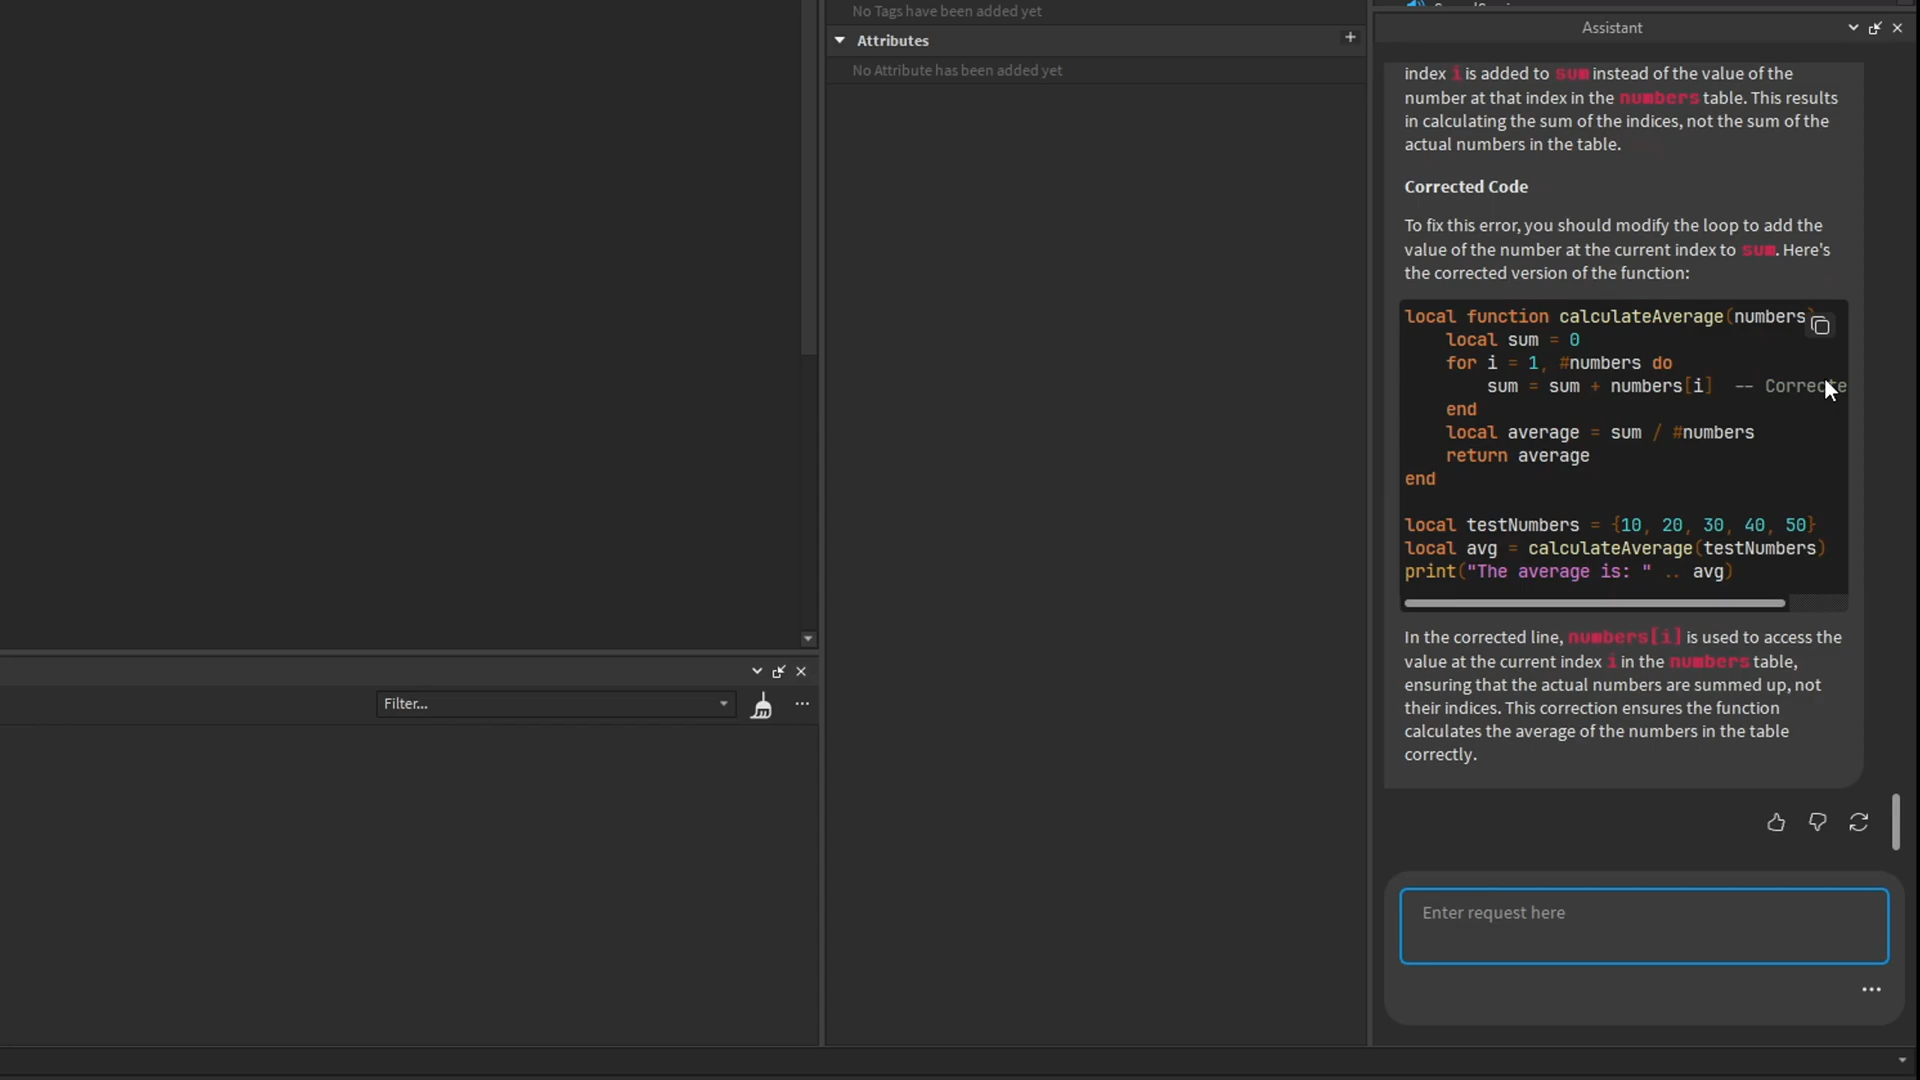 No Tags have been added yet
Attributes
No Attribute has been added yet
Filter...
Assistant
index i is added to sum instead of the value of the
number at that index in the numbers table. This results
in calculating the sum of the indices, not the sum of the
actual numbers in the table.
Corrected Code
To fix this error, you should modify the loop to add the
value of the number at the current index to sum. Here's
the corrected version of the function:
local function calculateAverage(numbers)
local sum = 0
for i = 1, #numbers do
sum = sum + numbers[i] -- Correcte
end
local average = sum / #numbers
return average
end
local testNumbers = {10, 20, 30, 40, 50}
local avg = calculateAverage(testNumbers)
print("The average is: " .. avg)
In the corrected line, numbers[i] is used to access the
value at the current index i in the numbers table,
ensuring that the actual numbers are summed up, not
their indices. This correction ensures the function
calculates the average of the numbers in the table
correctly.
Enter request here